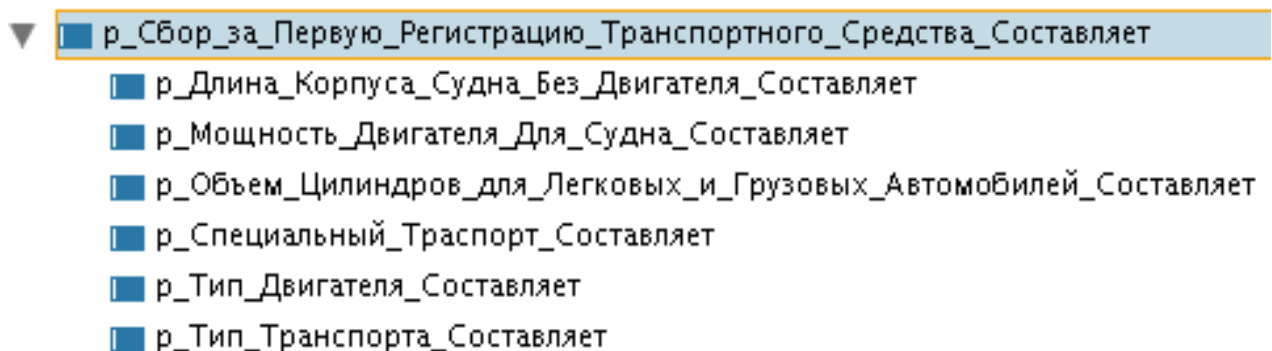 р_Сбор_за_Первую_Регистрацию_Транспортного_Средства_Составляет
р_Длина_Корпуса_Судна_Без_Двигателя_Составляет
р_Мощность_Двигателя_Для_Судна_Составляет
р_Объем_Цилиндров_для_Легковых_и_Грузовых_Автомобилей_Составляет
р_Специальный_Траспорт_Составляет
р_Тип_Двигателя_Составляет
р_Тип_Транспорта_Составляет